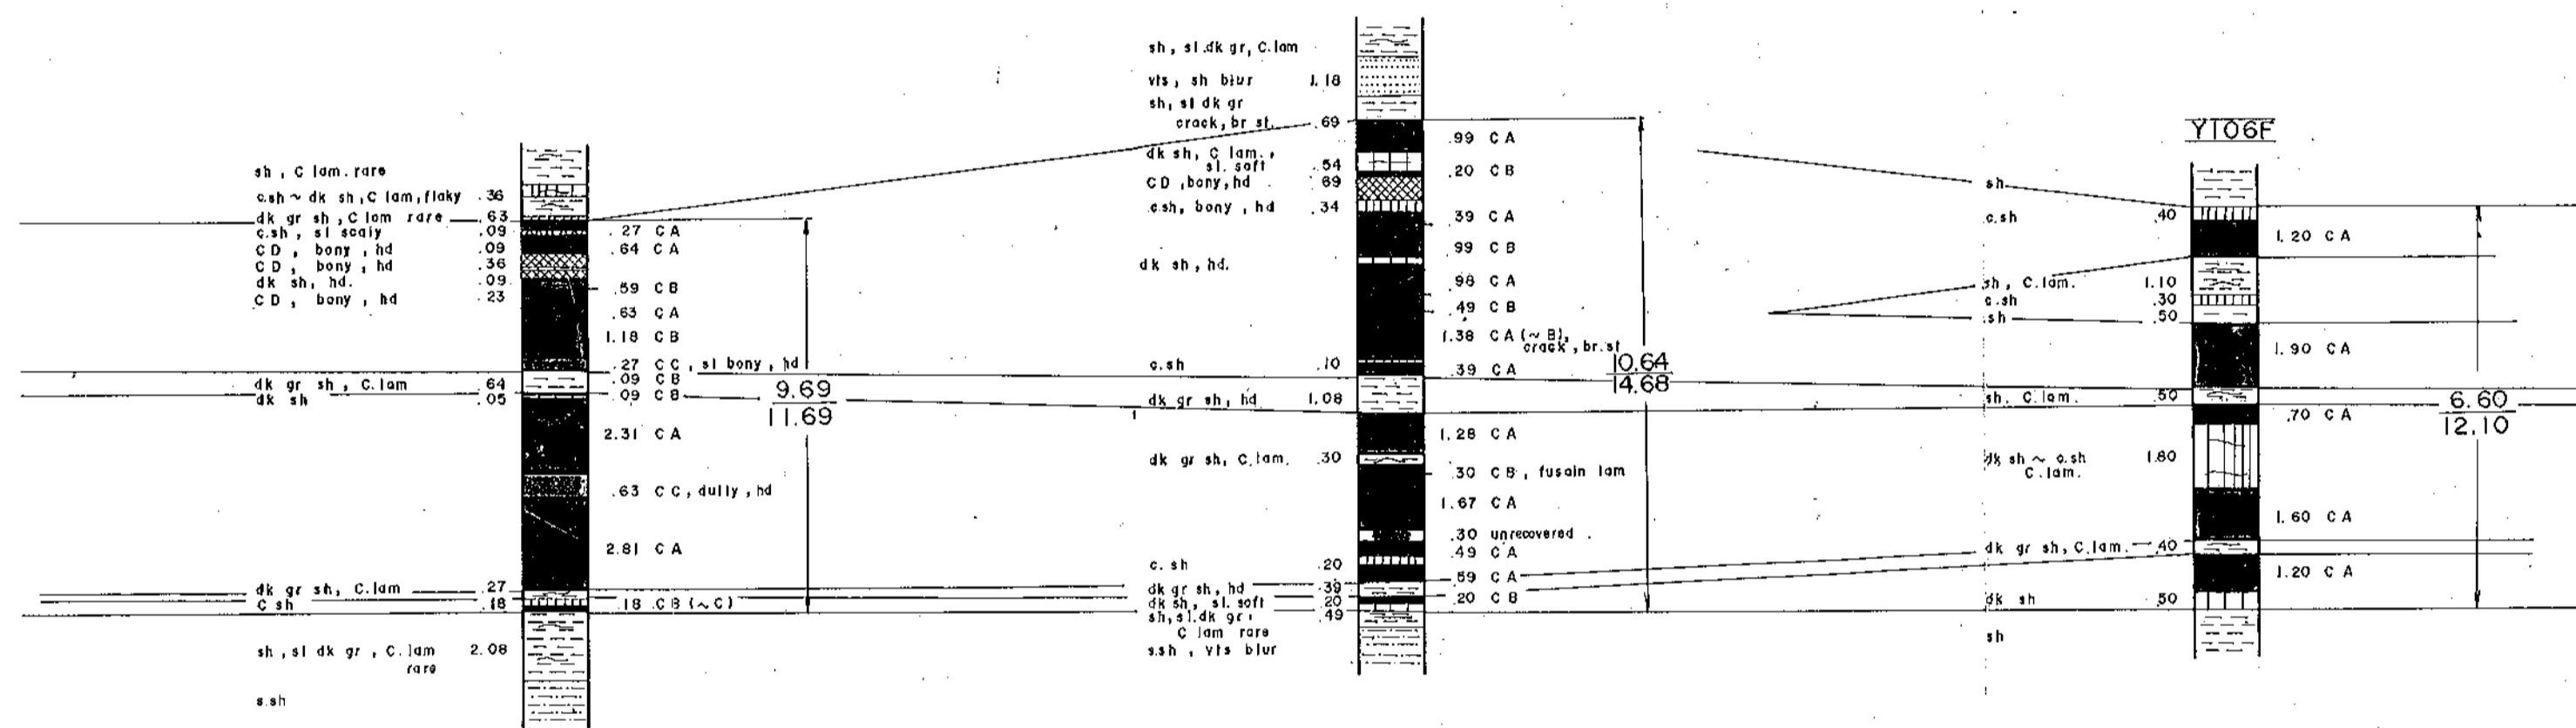 sh, C lam. rare
c.sh ~ dk sh, C lam, flaky .36
dk gr sh, C lam rare .63
c.sh, sl scaly .09
CD, bony, hd .09
CD, bony, hd .36
dk sh, hd. .09
CD, bony, hd .23
dk gr sh, C.lam .64
dk sh .05
dk gr sh, C.lam .27
C sh .18
sh, sl dk gr, C.lam 2.08
rare
s.sh
.27 CA
.64 CA
.59 CB
.63 CA
1.18 CB
.27 CC, sl bony, hd
.09 CB
.09 CB
2.31 CA
.63 CC, dully, hd
2.81 CA
.18 CB (~C)
9.69
11.69
sh, sl.dk gr, C.lam
vfs, sh blur 1.18
sh, sl dk gr
crack, br st. .69
dk sh, C lam.,
sl. soft .54
CD, bony, hd .69
c.sh, bony, hd .34
dk sh, hd.
c.sh .10
dk gr sh, hd 1.08
dk gr sh, C.lam. .30
c. sh .20
dk gr sh, hd .39
dk sh, sl. soft .20
sh, sl.dk gr, .49
C lam rare
s.sh, vfs blur
.99 CA
.20 CB
.39 CA
.99 CB
.98 CA
.49 CB
1.38 CA (~B),
crack, br.st
.39 CA
1.28 CA
.30 CB, fusain lam
1.67 CA
.30 unrecovered
.49 CA
.59 CA
.20 CB
10.64
14.68
YT06F
sh
c.sh .40
sh, C.lam. 1.10
c.sh .30
sh .50
sh, C.lam. .50
dk sh ~ c.sh 1.80
C.lam.
dk gr sh, C.lam. .40
dk sh .50
sh
1.20 CA
1.90 CA
.70 CA
1.60 CA
1.20 CA
6.60
12.10